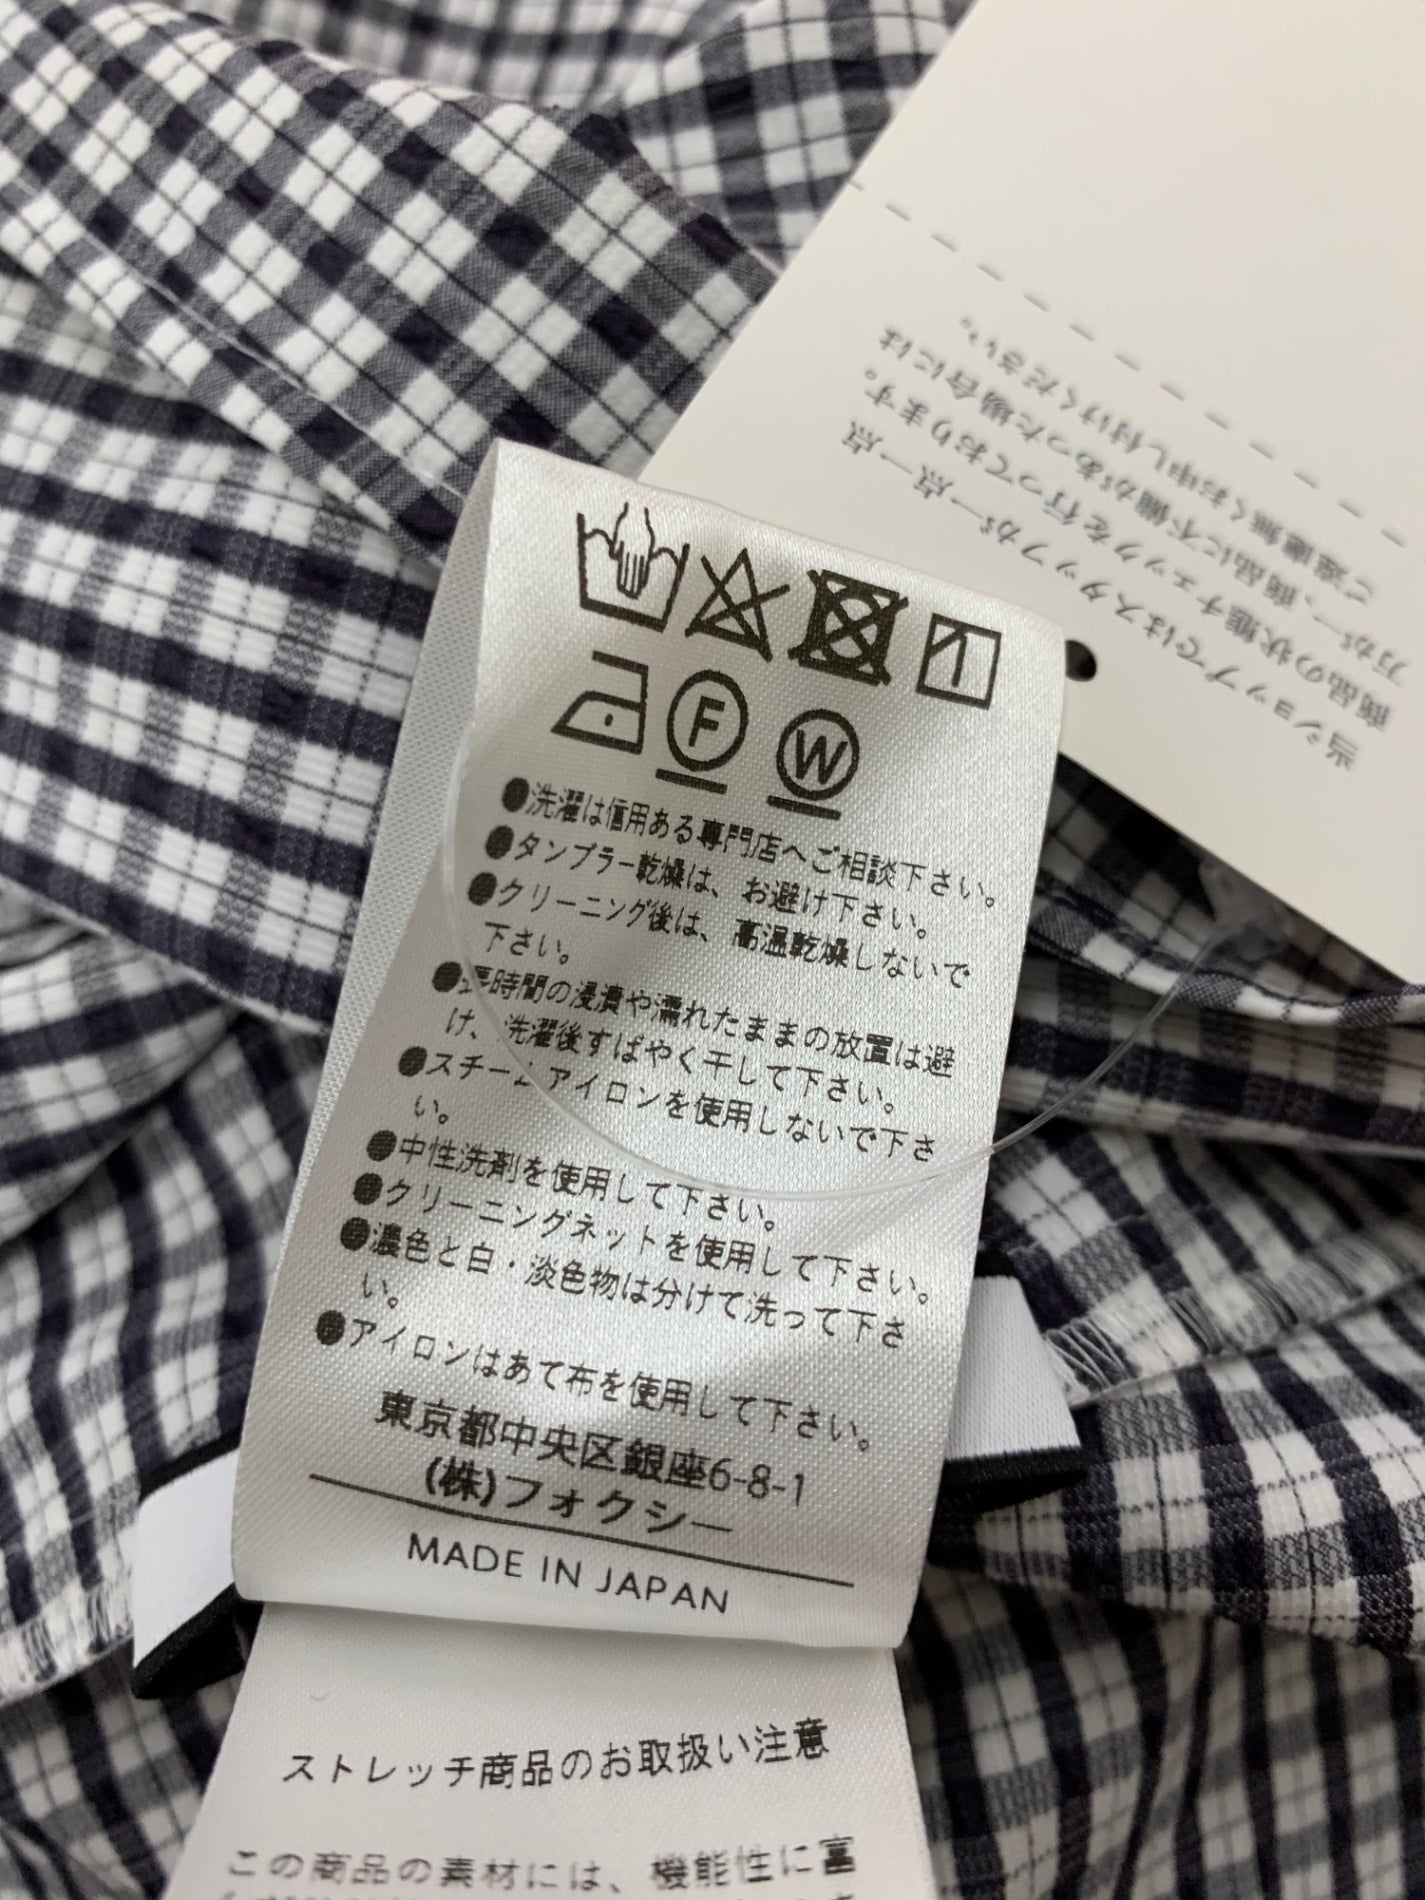 F
W
●洗濯は信用ある専門店へご相談下さい。
●タンブラー乾燥は、お避け下さい。
●クリーニング後は、高温乾燥しないで
下さい。
●長時間の浸漬や濡れたままの放置は避
け、洗濯後すばやく干して下さい。
●スチームアイロンを使用しないで下さ
い。
●中性洗剤を使用して下さい。
●クリーニングネットを使用して下さい。
●濃色と白・淡色物は分けて洗って下さ
い。
●アイロンはあて布を使用して下さい。
東京都中央区銀座6-8-1
(株)フォクシー
MADE IN JAPAN
ストレッチ商品のお取扱い注意
この商品の素材には、機能性に富
当ショップではスタッフが一点一点
商品の状態チェックを行っております。
万が一、商品に不備があった場合には
ご遠慮無くお申し付けください。